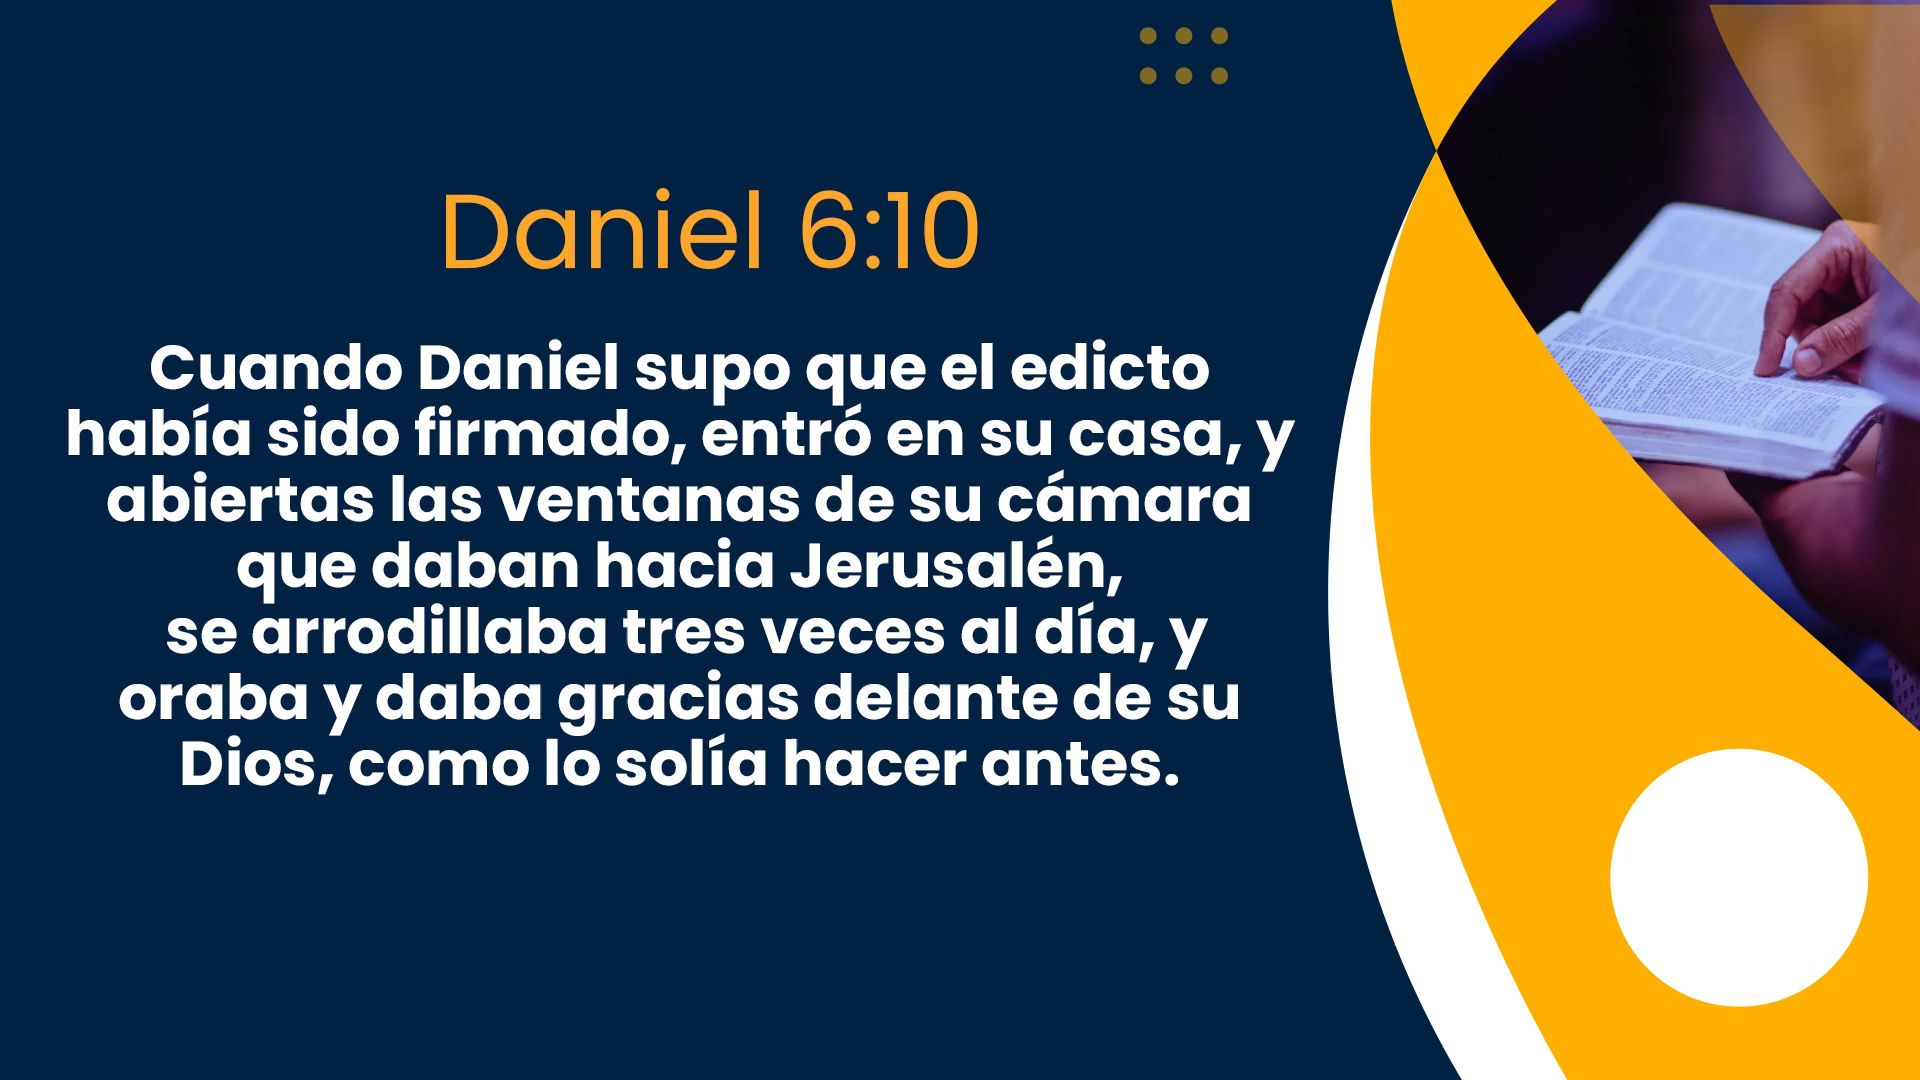 Daniel 6:10
Cuando Daniel supo que el edicto
había sido firmado, entró en su casa, y
abiertas las ventanas de su cámara
que daban hacia Jerusalén,
se arrodillaba tres veces al día, y
oraba y daba gracias delante de su
Dios, como lo solía hacer antes.